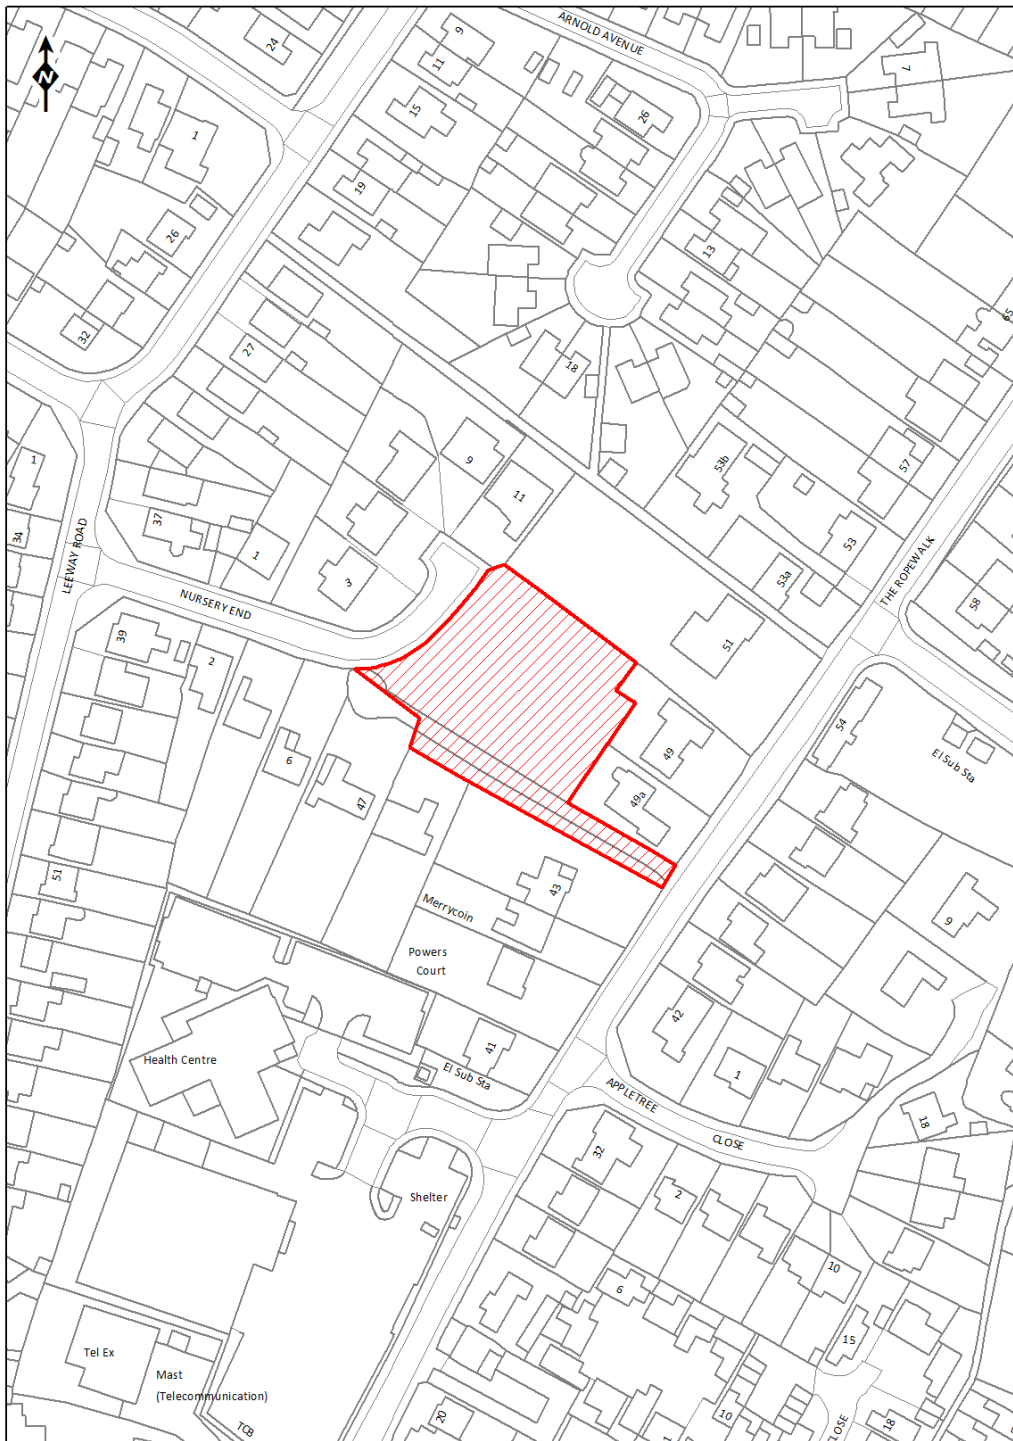 ARNOLD AVENUE
24
9
11
7
N
15
26
1
19
26
13
32
65
27
18
9
53b
57
1
11
37
34
LEEWAY ROAD
1
3
53
THE ROPEWALK
53a
58
NURSERY END
39
2
51
54
49
El Sub Sta
6
47
49a
51
43
Merrycoin
9
Powers
Court
42
41
Health Centre
El Sub Sta
1
APPLETREE
CLOSE
18
32
Shelter
2
10
6
15
Tel Ex
Mast
(Telecommunication)
20
10
TCB
CLOSE
18